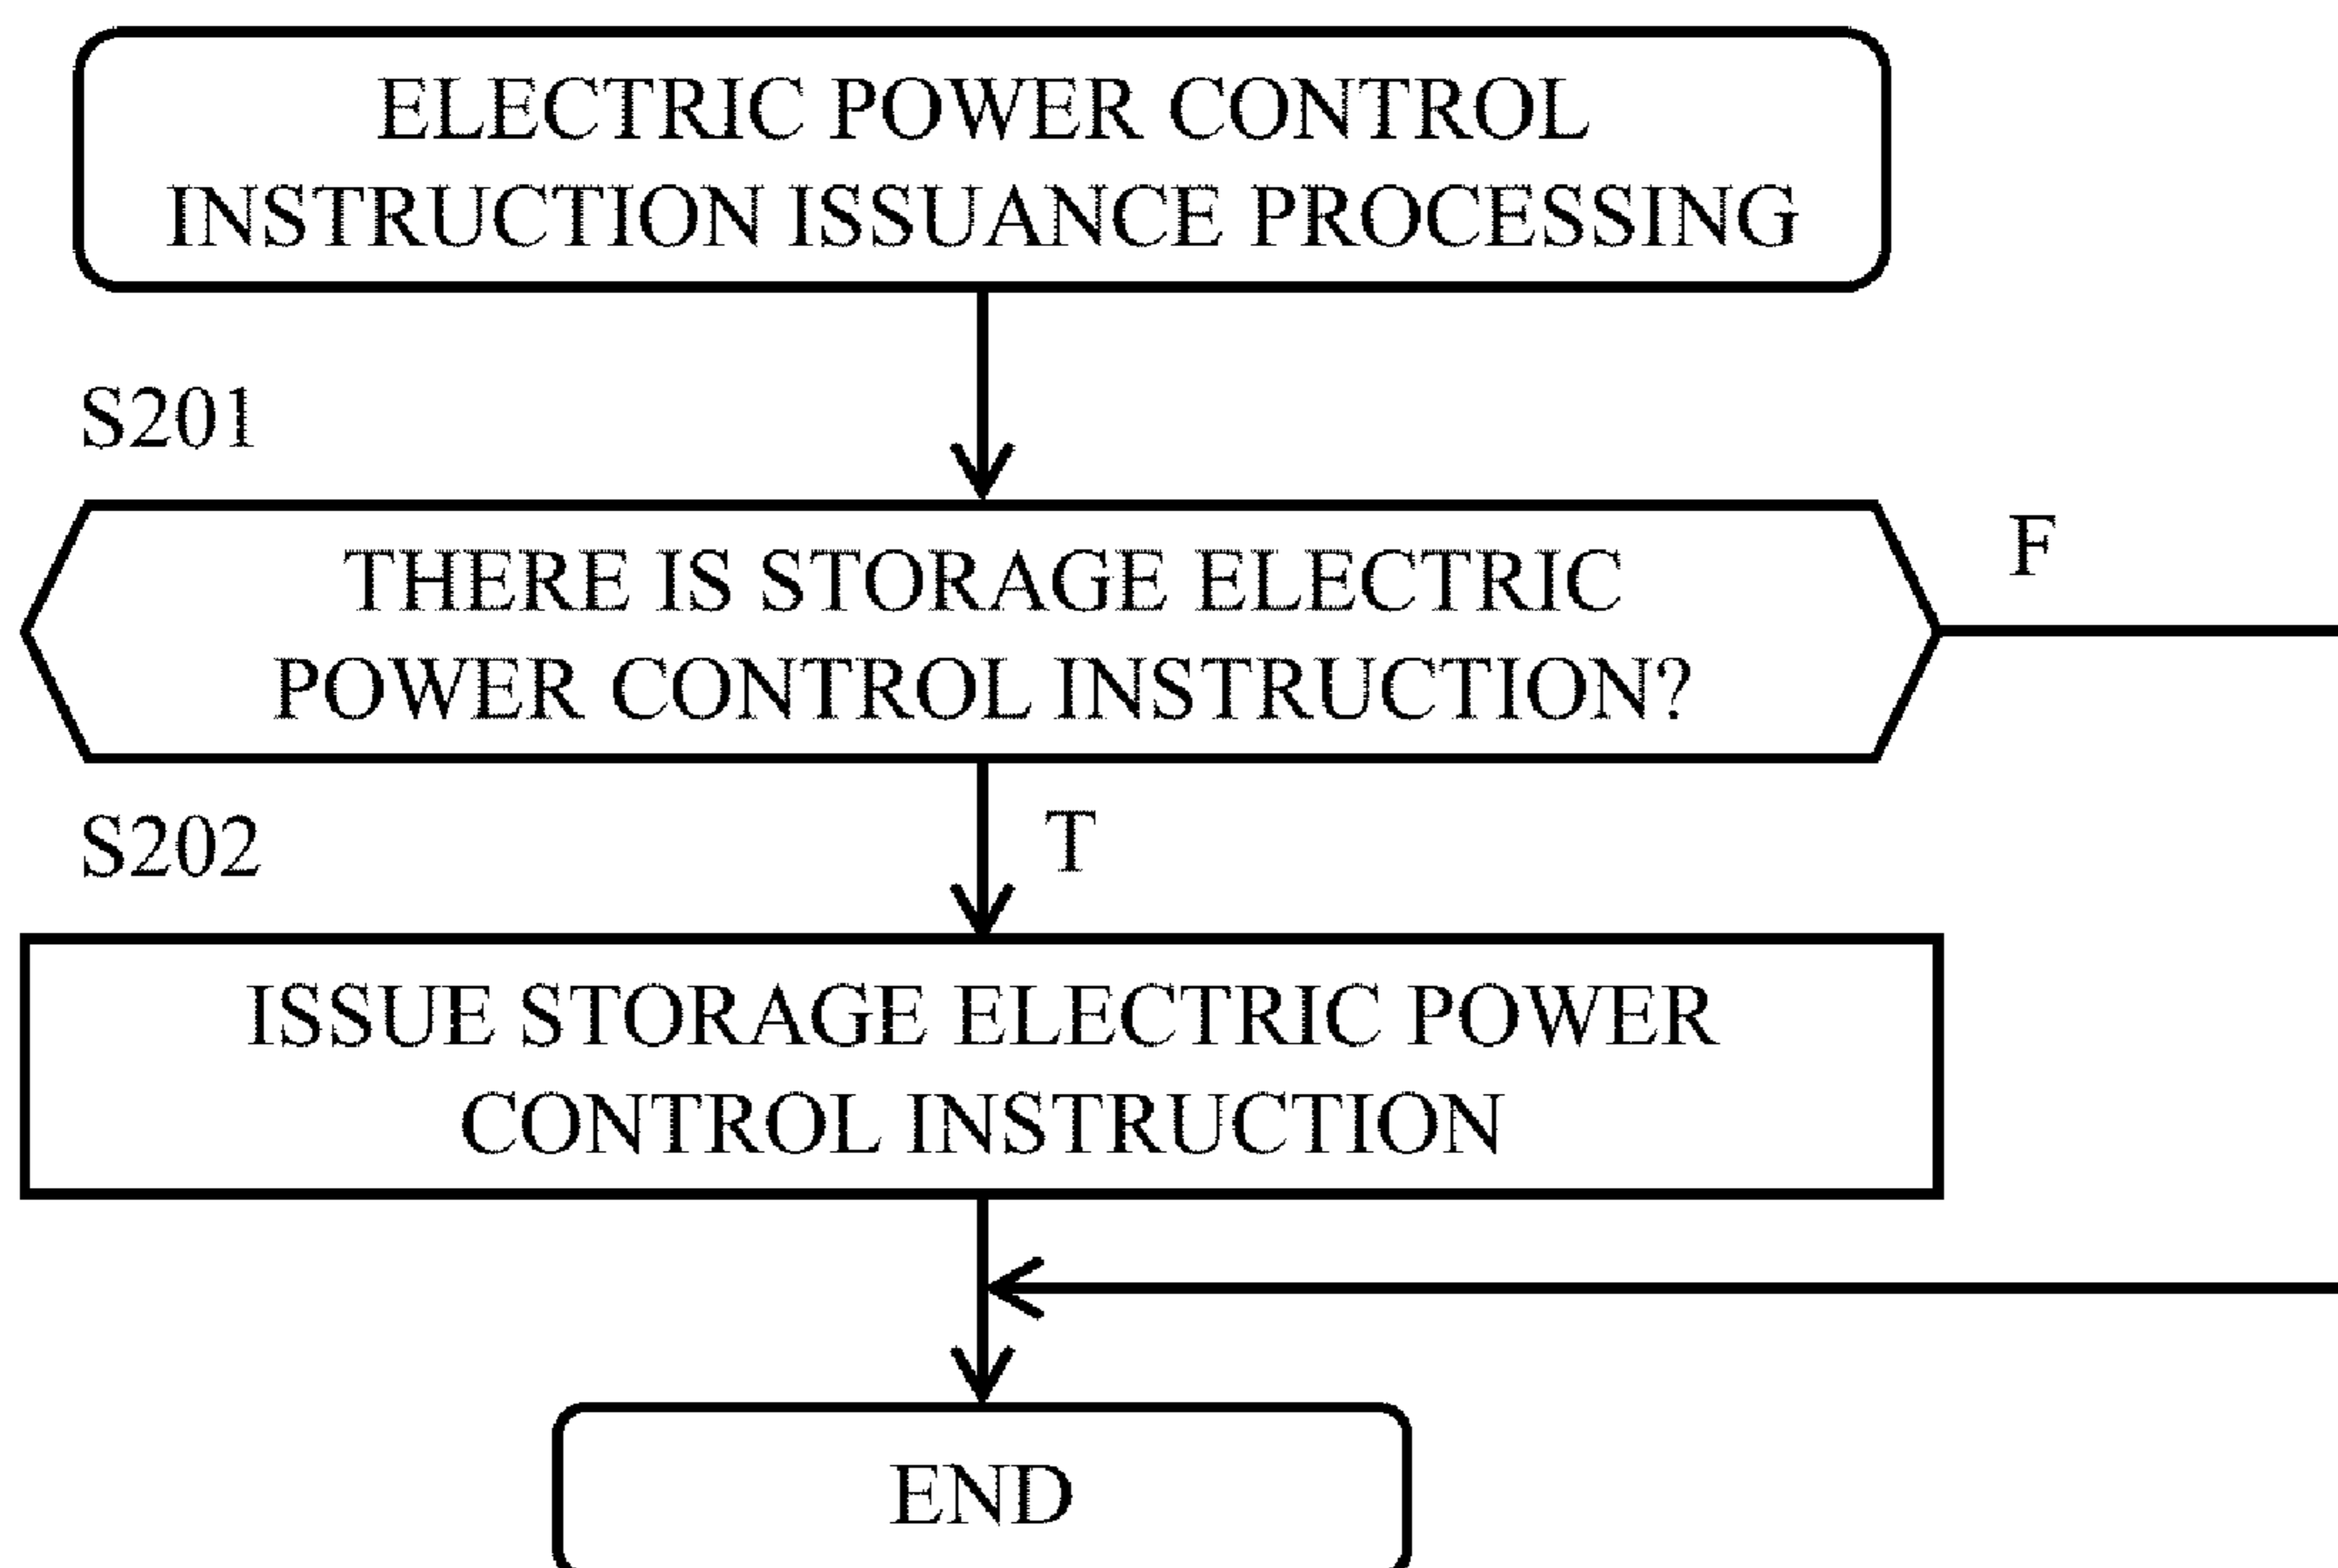 ELECTRIC POWER CONTROL
INSTRUCTION ISSUANCE PROCESSING
S201
THERE IS STORAGE ELECTRIC
POWER CONTROL INSTRUCTION?
F
S202
T
ISSUE STORAGE ELECTRIC POWER
CONTROL INSTRUCTION
END